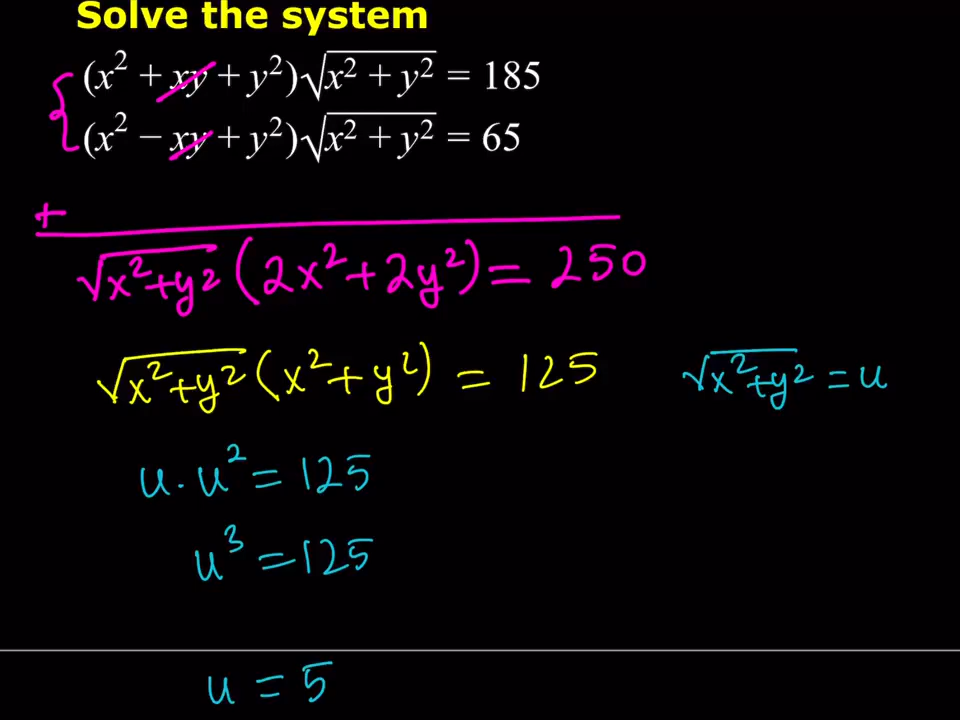 Solve the system
(x² + xy + y²)√(x² + y²) = 185
(x² − xy + y²)√(x² + y²) = 65
+
√(x²+y²) (2x²+2y²) = 250
√(x²+y²) (x²+y²) = 125
√(x²+y²) = u
u · u² = 125
u³ = 125
u = 5